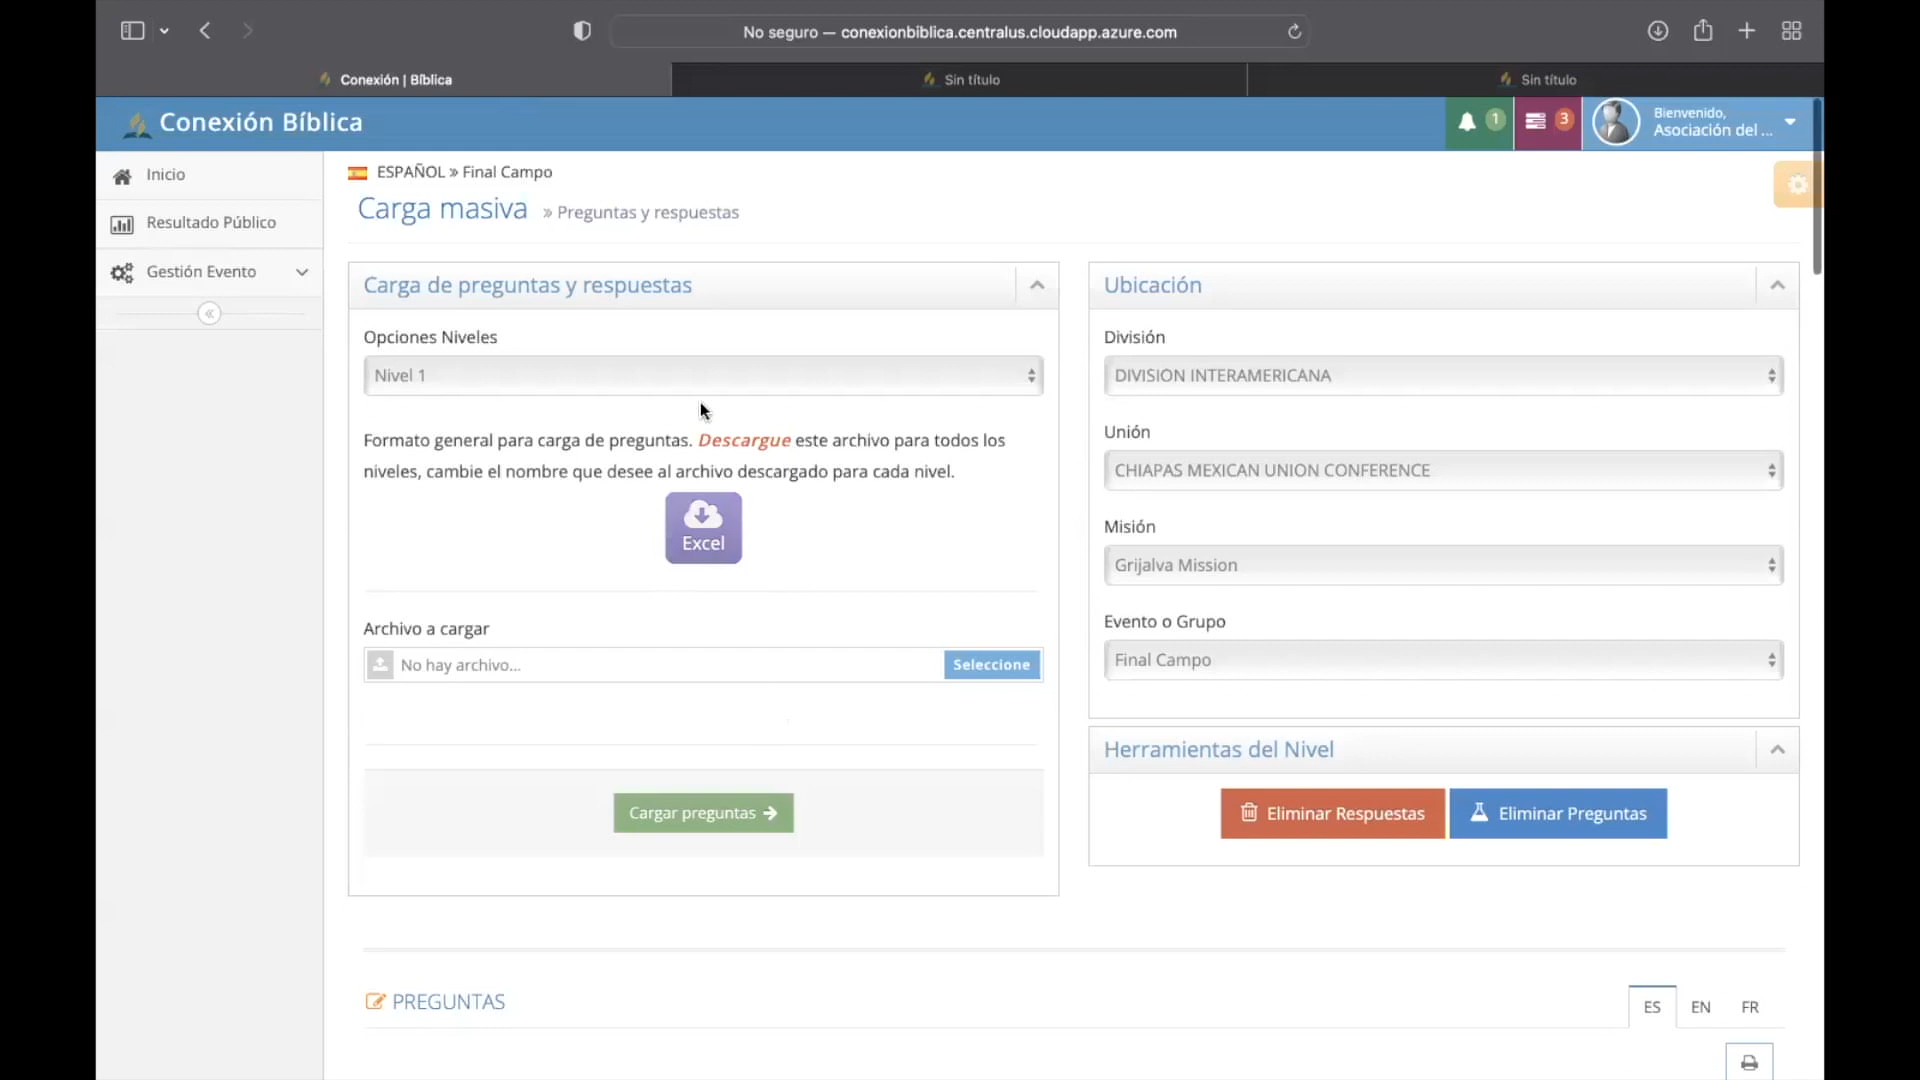 No seguro — conexionbiblica.centralus.cloudapp.azure.com
Conexión | Bíblica
Sin título
Sin título
Conexión Bíblica
1
3
Bienvenido,
Asociación del ...
Inicio
Resultado Público
Gestión Evento
ESPAÑOL » Final Campo
Carga masiva » Preguntas y respuestas
Carga de preguntas y respuestas
Opciones Niveles
Nivel 1
Formato general para carga de preguntas. Descargue este archivo para todos los
niveles, cambie el nombre que desee al archivo descargado para cada nivel.
Excel
Archivo a cargar
No hay archivo...
Seleccione
Cargar preguntas
Ubicación
División
DIVISION INTERAMERICANA
Unión
CHIAPAS MEXICAN UNION CONFERENCE
Misión
Grijalva Mission
Evento o Grupo
Final Campo
Herramientas del Nivel
Eliminar Respuestas
Eliminar Preguntas
PREGUNTAS
ES
EN
FR